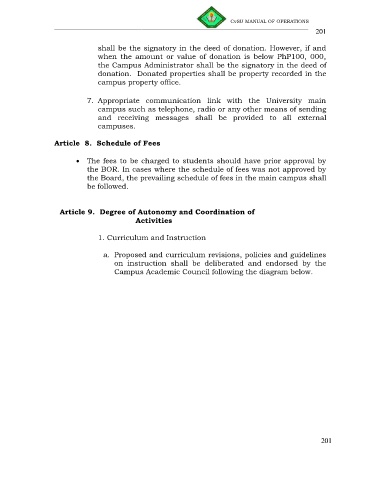 CvSU MANUAL OF OPERATIONS
201
shall be the signatory in the deed of donation. However, if and
when the amount or value of donation is below PhP100, 000,
the Campus Administrator shall be the signatory in the deed of
donation. Donated properties shall be property recorded in the
campus property office.
7. Appropriate communication link with the University main
campus such as telephone, radio or any other means of sending
and receiving messages shall be provided to all external
campuses.
Article 8. Schedule of Fees
• The fees to be charged to students should have prior approval by
the BOR. In cases where the schedule of fees was not approved by
the Board, the prevailing schedule of fees in the main campus shall
be followed.
Article 9. Degree of Autonomy and Coordination of
Activities
1. Curriculum and Instruction
a. Proposed and curriculum revisions, policies and guidelines
on instruction shall be deliberated and endorsed by the
Campus Academic Council following the diagram below.
201